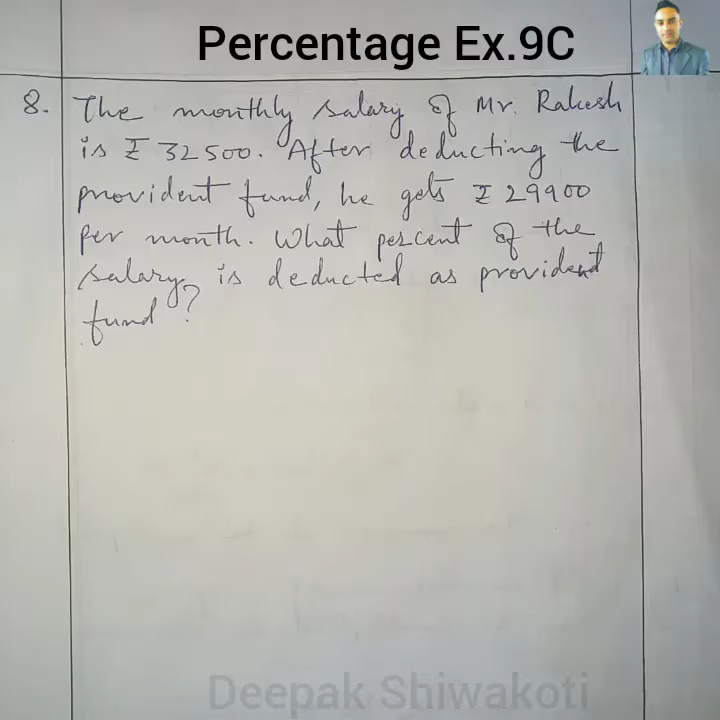 Percentage Ex.9C
8. The monthly salary of Mr. Rakesh
is ₹ 32500. After deducting the
provident fund, he gets ₹ 29900
per month. What percent of the
salary is deducted as provident
fund?
Deepak Shiwakoti